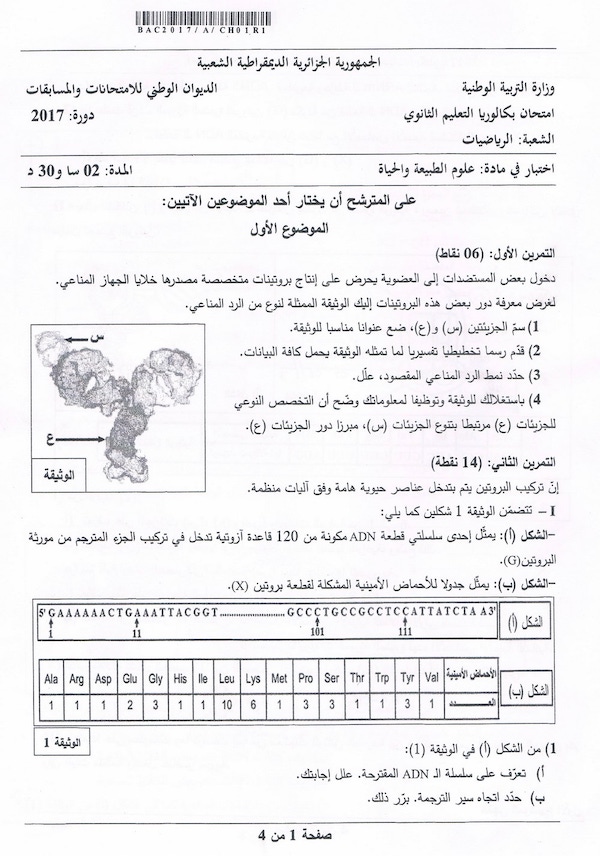 BAC2017/A/CH01R1
الجمهورية الجزائرية الديمقراطية الشعبية
وزارة التربية الوطنية الديوان الوطني للامتحانات والمسابقات
امتحان بكالوريا التعليم الثانوي دورة: 2017
الشعبة: الرياضيات
اختبار في مادة: علوم الطبيعة والحياة المدة: 02 سا و30 د
على المترشح أن يختار أحد الموضوعين الآتيين:
الموضوع الأول
التمرين الأول: (06 نقاط)
دخول بعض المستضدات إلى العضوية يحرض على إنتاج بروتينات متخصصة مصدرها خلايا الجهاز المناعي.
لغرض معرفة دور بعض هذه البروتينات إليك الوثيقة الممثلة لنوع من الرد المناعي.
1) سمّ الجزيئتين (س) و(ع)، ضع عنوانا مناسبا للوثيقة.
2) قدّم رسما تخطيطيا تفسيريا لما تمثله الوثيقة يحمل كافة البيانات.
3) حدّد نمط الرد المناعي المقصود، علّل.
4) باستغلالك للوثيقة وتوظيفا لمعلوماتك وضّح أن التخصص النوعي
للجزيئات (ع) مرتبطا بتنوع الجزيئات (س)، مبرزا دور الجزيئات (ع).
س
ع
الوثيقة
التمرين الثاني: (14 نقطة)
إنّ تركيب البروتين يتم بتدخل عناصر حيوية هامة وفق آليات منظمة.
I – تتضمّن الوثيقة 1 شكلين كما يلي:
-الشكل (أ): يمثّل إحدى سلسلتي قطعة ADN مكونة من 120 قاعدة آزوتية تدخل في تركيب الجزء المترجم من مورثة
البروتين(G).
-الشكل (ب): يمثّل جدولا للأحماض الأمينية المشكلة لقطعة بروتين (X).
5'GAAAAAACTGAAATTACGGT........................GCCCTGCCGCCTCCATTATCTAA3' الشكل (أ)
1 11 101 111
Ala Arg Asp Glu Gly His Ile Leu Lys Met Pro Ser Thr Trp Tyr Val الأحماض الأمينية
1 1 1 2 3 1 1 10 6 1 3 3 1 1 3 1 العـــدد
الشكل (ب)
الوثيقة 1
1) من الشكل (أ) في الوثيقة (1):
أ) تعرّف على سلسلة الـ ADN المقترحة. علل إجابتك.
ب) حدّد اتجاه سير الترجمة. برّر ذلك.
صفحة 1 من 4